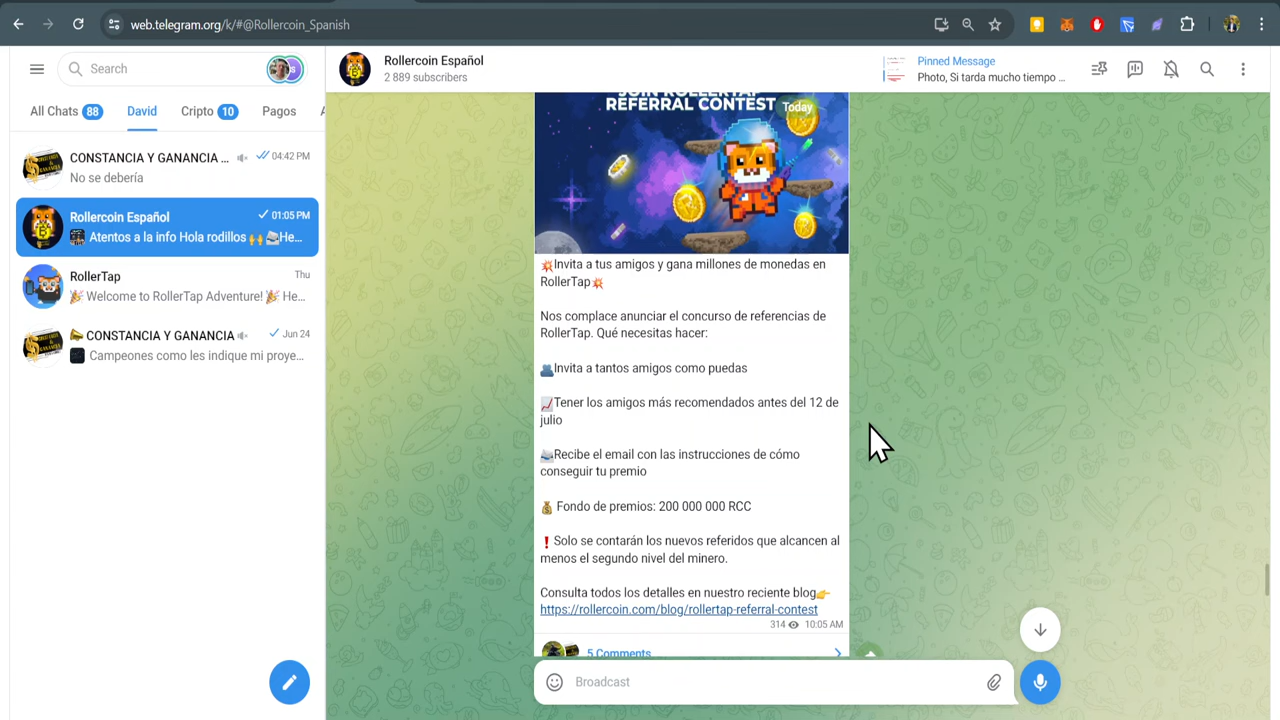 web.telegram.org/k/#@Rollercoin_Spanish
Search
All Chats 88
David
Cripto 10
Pagos
CONSTANCIA Y GANANCIA ...
04:42 PM
No se debería
Rollercoin Español
01:05 PM
Atentos a la info Hola rodillos 🙌 📨He...
RollerTap
Thu
🎉 Welcome to RollerTap Adventure! 🎉 He...
CONSTANCIA Y GANANCIA
Jun 24
Campeones como les indique mi proye...
Rollercoin Español
2 889 subscribers
Pinned Message
Photo, Si tarda mucho tiempo ...
JOIN ROLLERTAP
REFERRAL CONTEST
Today
💥Invita a tus amigos y gana millones de monedas en
RollerTap💥
Nos complace anunciar el concurso de referencias de
RollerTap. Qué necesitas hacer:
👥Invita a tantos amigos como puedas
📈Tener los amigos más recomendados antes del 12 de
julio
📨Recibe el email con las instrucciones de cómo
conseguir tu premio
💰 Fondo de premios: 200 000 000 RCC
❗Solo se contarán los nuevos referidos que alcancen al
menos el segundo nivel del minero.
Consulta todos los detalles en nuestro reciente blog👉
https://rollercoin.com/blog/rollertap-referral-contest
314 10:05 AM
5 Comments
Broadcast